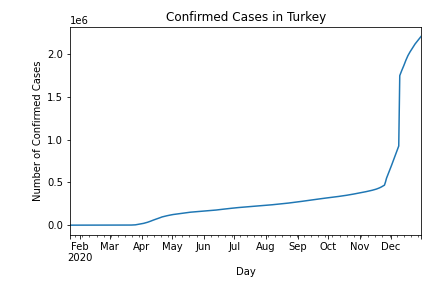 Confirmed Cases in Turkey
1e6
Number of Confirmed Cases
2.0
1.5
1.0
0.5
0.0
Feb Mar Apr May Jun Jul Aug Sep Oct Nov Dec
2020
Day